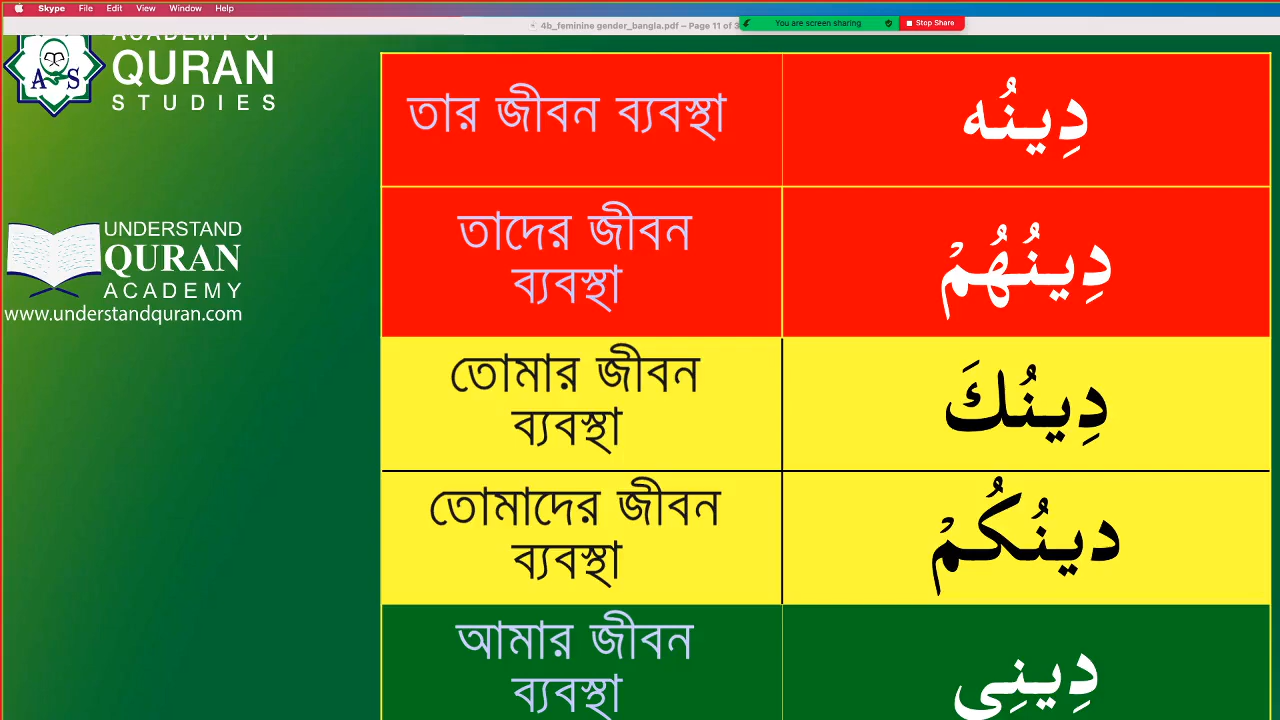 Skype File Edit View Window Help
4b_feminine gender_bangla.pdf – Page 11 of 3
You are screen sharing
Stop Share
ACADEMY OF
QURAN
STUDIES
A S
UNDERSTAND
QURAN
ACADEMY
www.understandquran.com
তার জীবন ব্যবস্থা
دِينُه
তাদের জীবন
ব্যবস্থা
دِينُهُمْ
তোমার জীবন
ব্যবস্থা
دِينُكَ
তোমাদের জীবন
ব্যবস্থা
دينُكُمْ
আমার জীবন
ব্যবস্থা
دِينِي